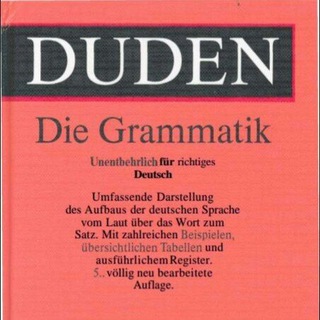 DUDEN
Die Grammatik
Unentbehrlich für richtiges
Deutsch
Umfassende Darstellung
des Aufbaus der deutschen Sprache
vom Laut über das Wort zum
Satz. Mit zahlreichen Beispielen,
übersichtlichen Tabellen und
ausführlichem Register.
5.. völlig neu bearbeitete
Auflage.